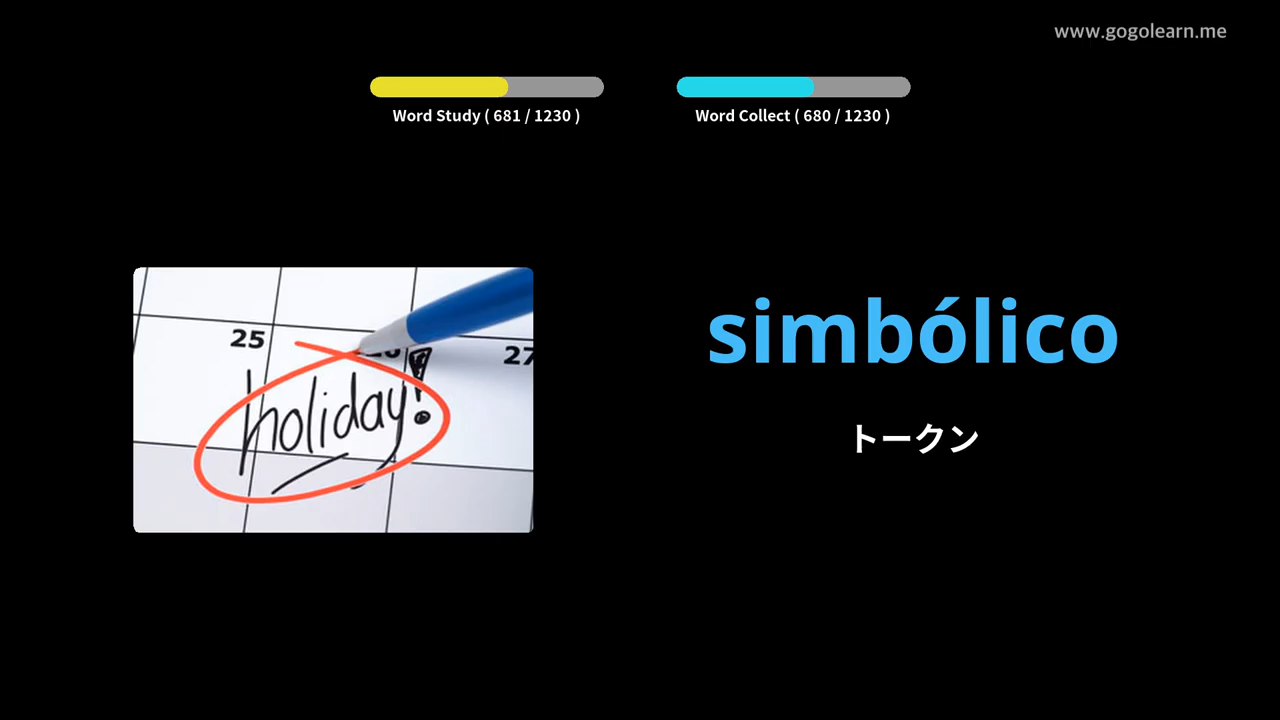 www.gogolearn.me
Word Study ( 681 / 1230 )
Word Collect ( 680 / 1230 )
25
27
holiday!
simbólico
トークン